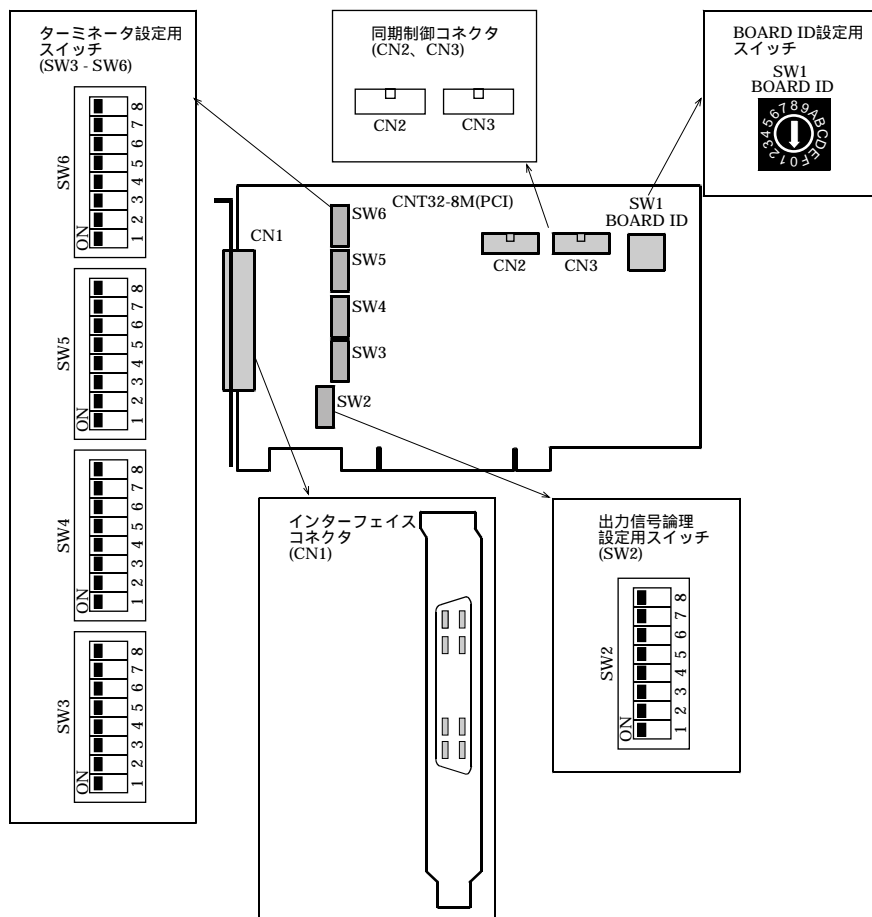 ターミネータ設定用
スイッチ
(SW3 - SW6)
SW6
ON
1 2 3 4 5 6 7 8
SW5
ON
1 2 3 4 5 6 7 8
SW4
ON
1 2 3 4 5 6 7 8
SW3
ON
1 2 3 4 5 6 7 8
同期制御コネクタ
(CN2、CN3)
CN2
CN3
BOARD ID設定用
スイッチ
SW1
BOARD ID
0123456789ABCDEF
CNT32-8M(PCI)
CN1
SW6
SW5
SW4
SW3
SW2
CN2
CN3
SW1
BOARD ID
インターフェイス
コネクタ
(CN1)
出力信号論理
設定用スイッチ
(SW2)
SW2
ON
1 2 3 4 5 6 7 8